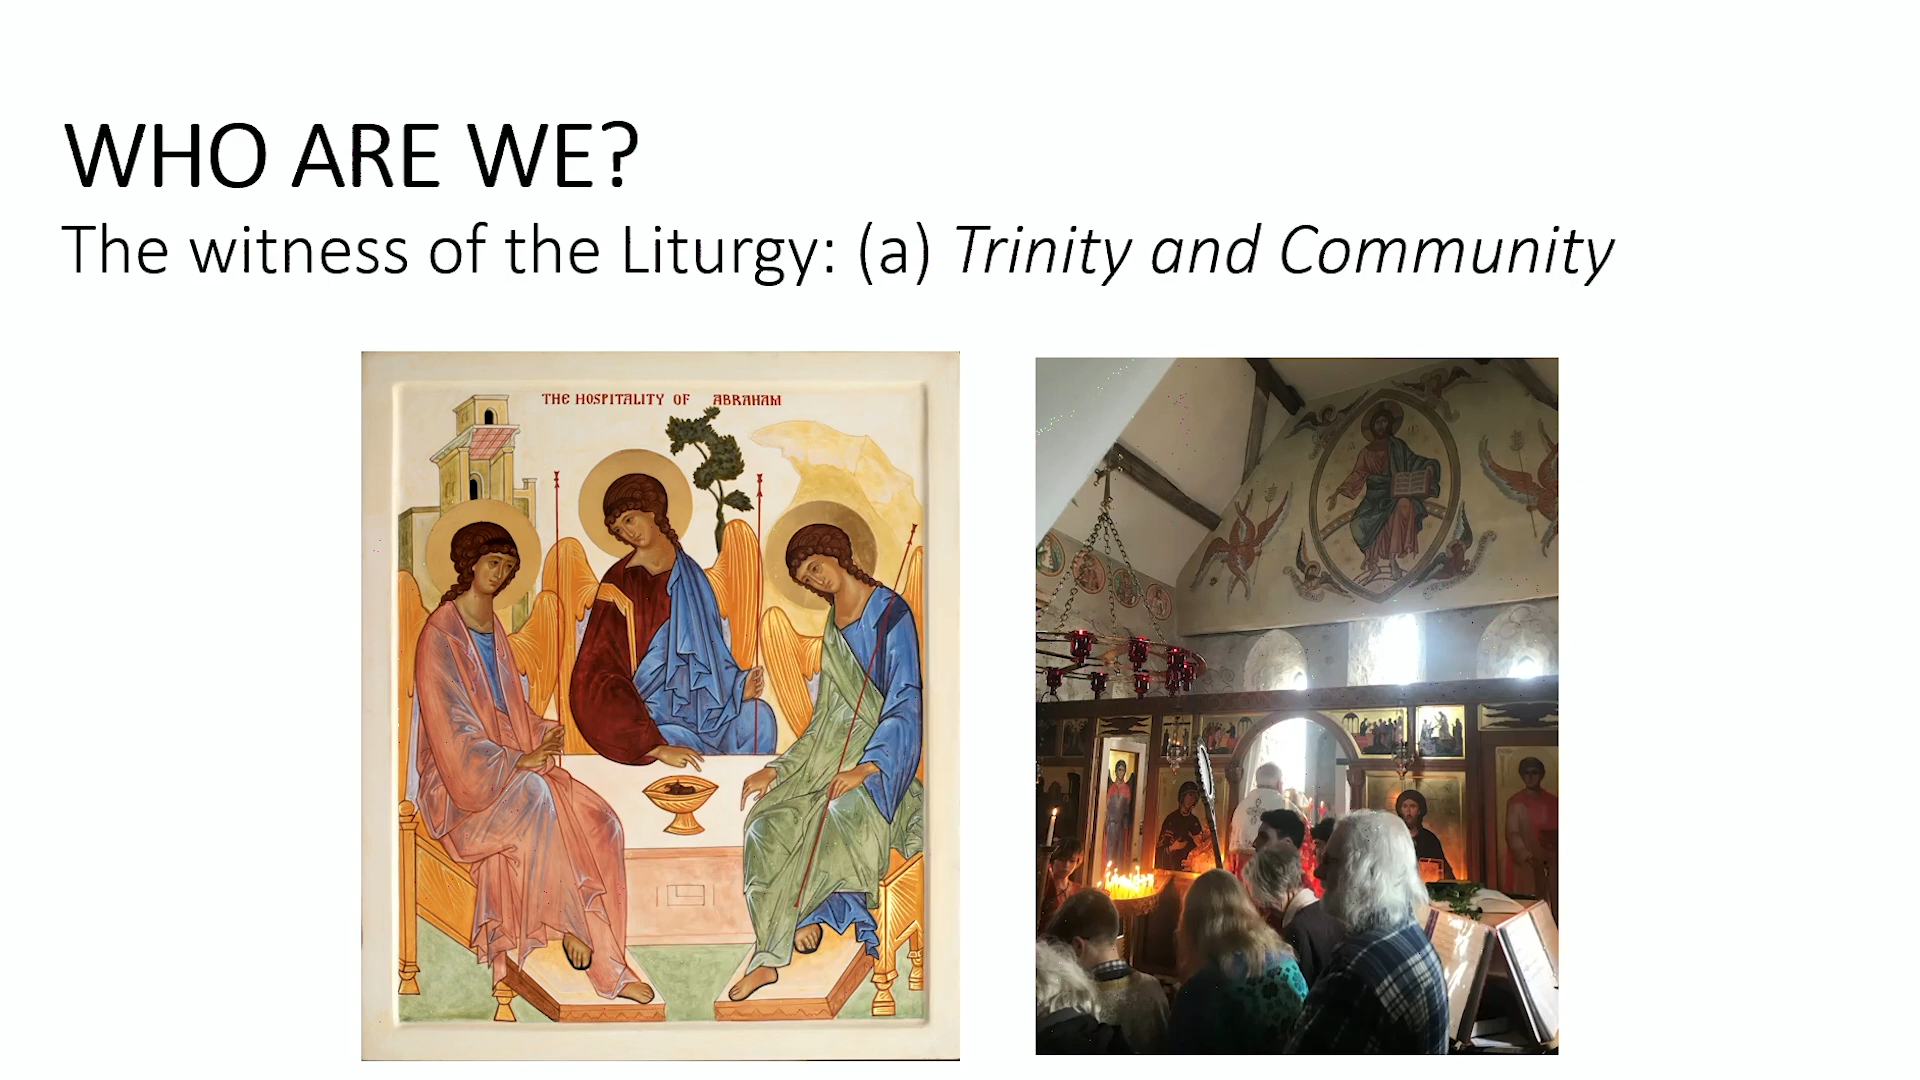 WHO ARE WE?
The witness of the Liturgy: (a) Trinity and Community
THE HOSPITALITY OF ABRAHAM